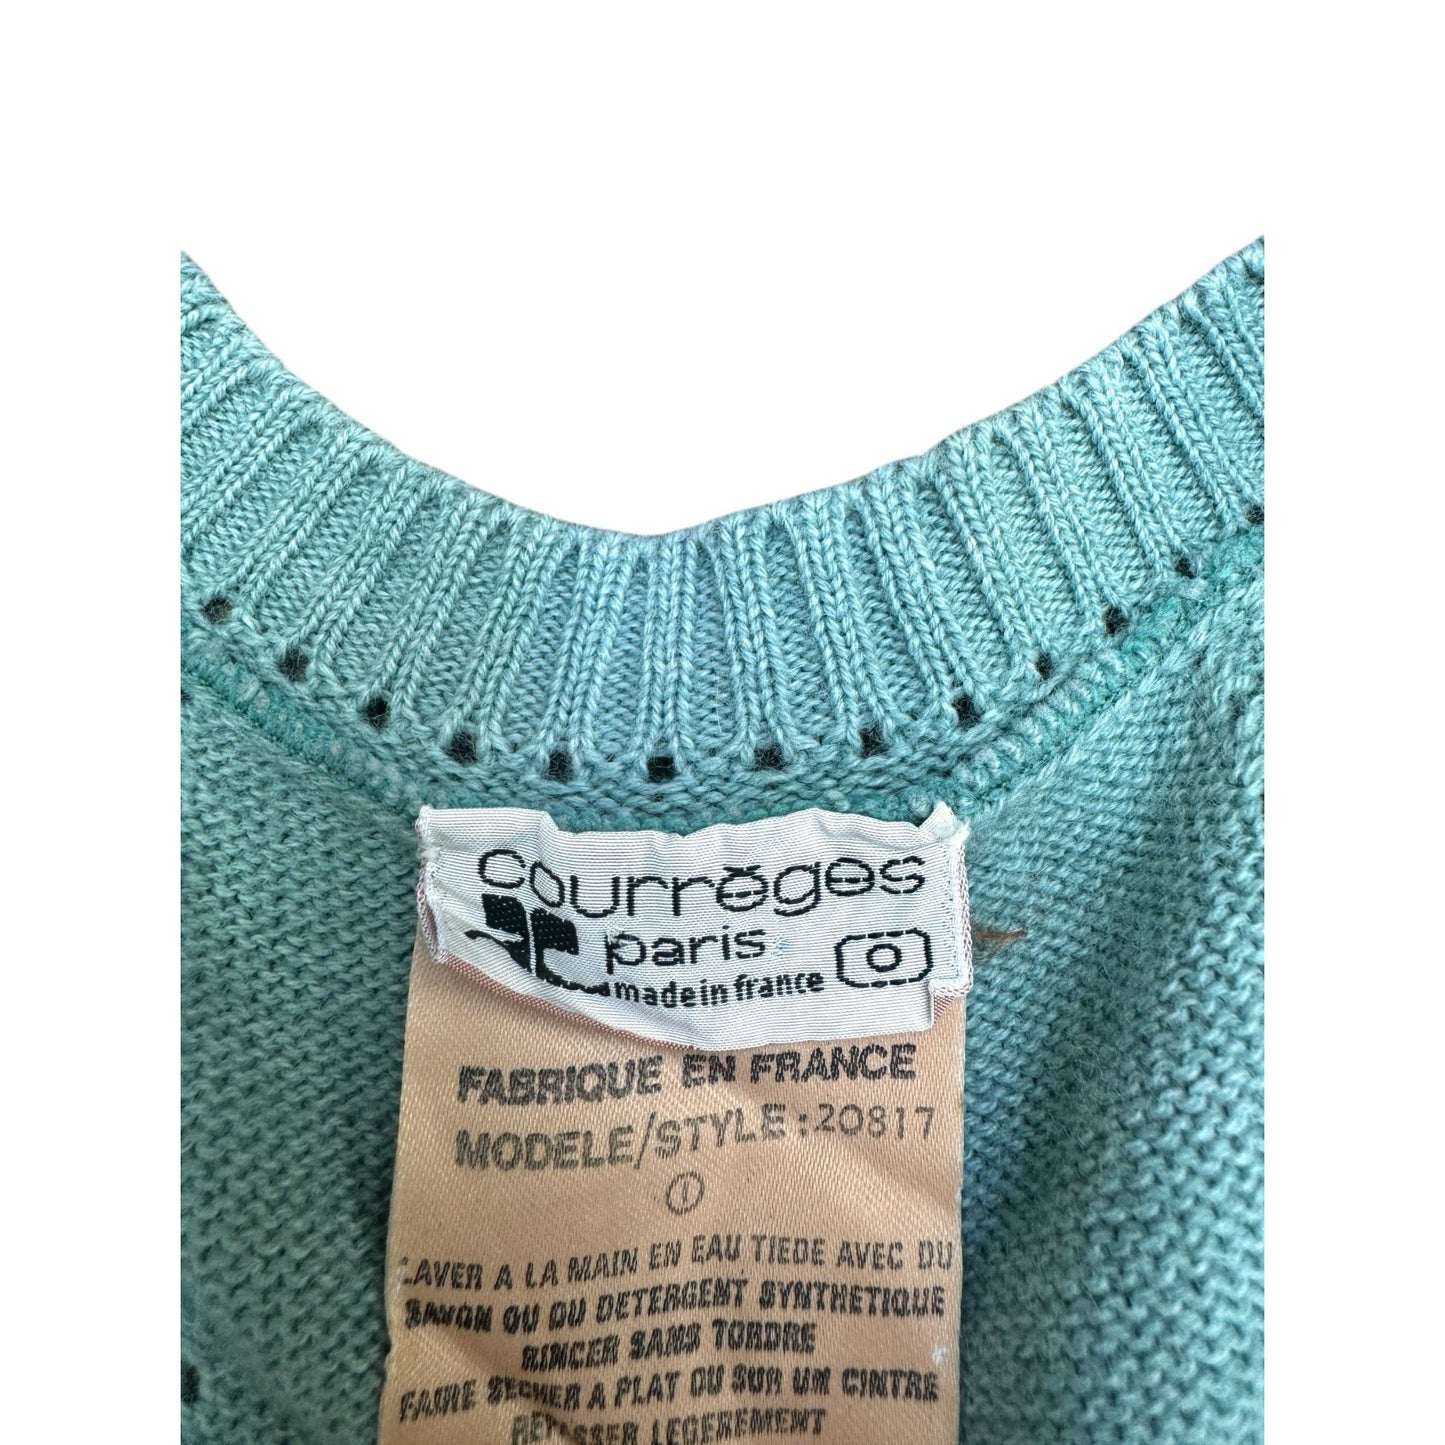 courrèges
paris
made in france
0
FABRIQUE EN FRANCE
MODELE/STYLE: 20817
1
LAVER A LA MAIN EN EAU TIEDE AVEC DU
SAVON OU DU DETERGENT SYNTHETIQUE
RINCER SANS TORDRE
FAIRE SECHER A PLAT OU SUR UN CINTRE
REPASSER LEGEREMENT